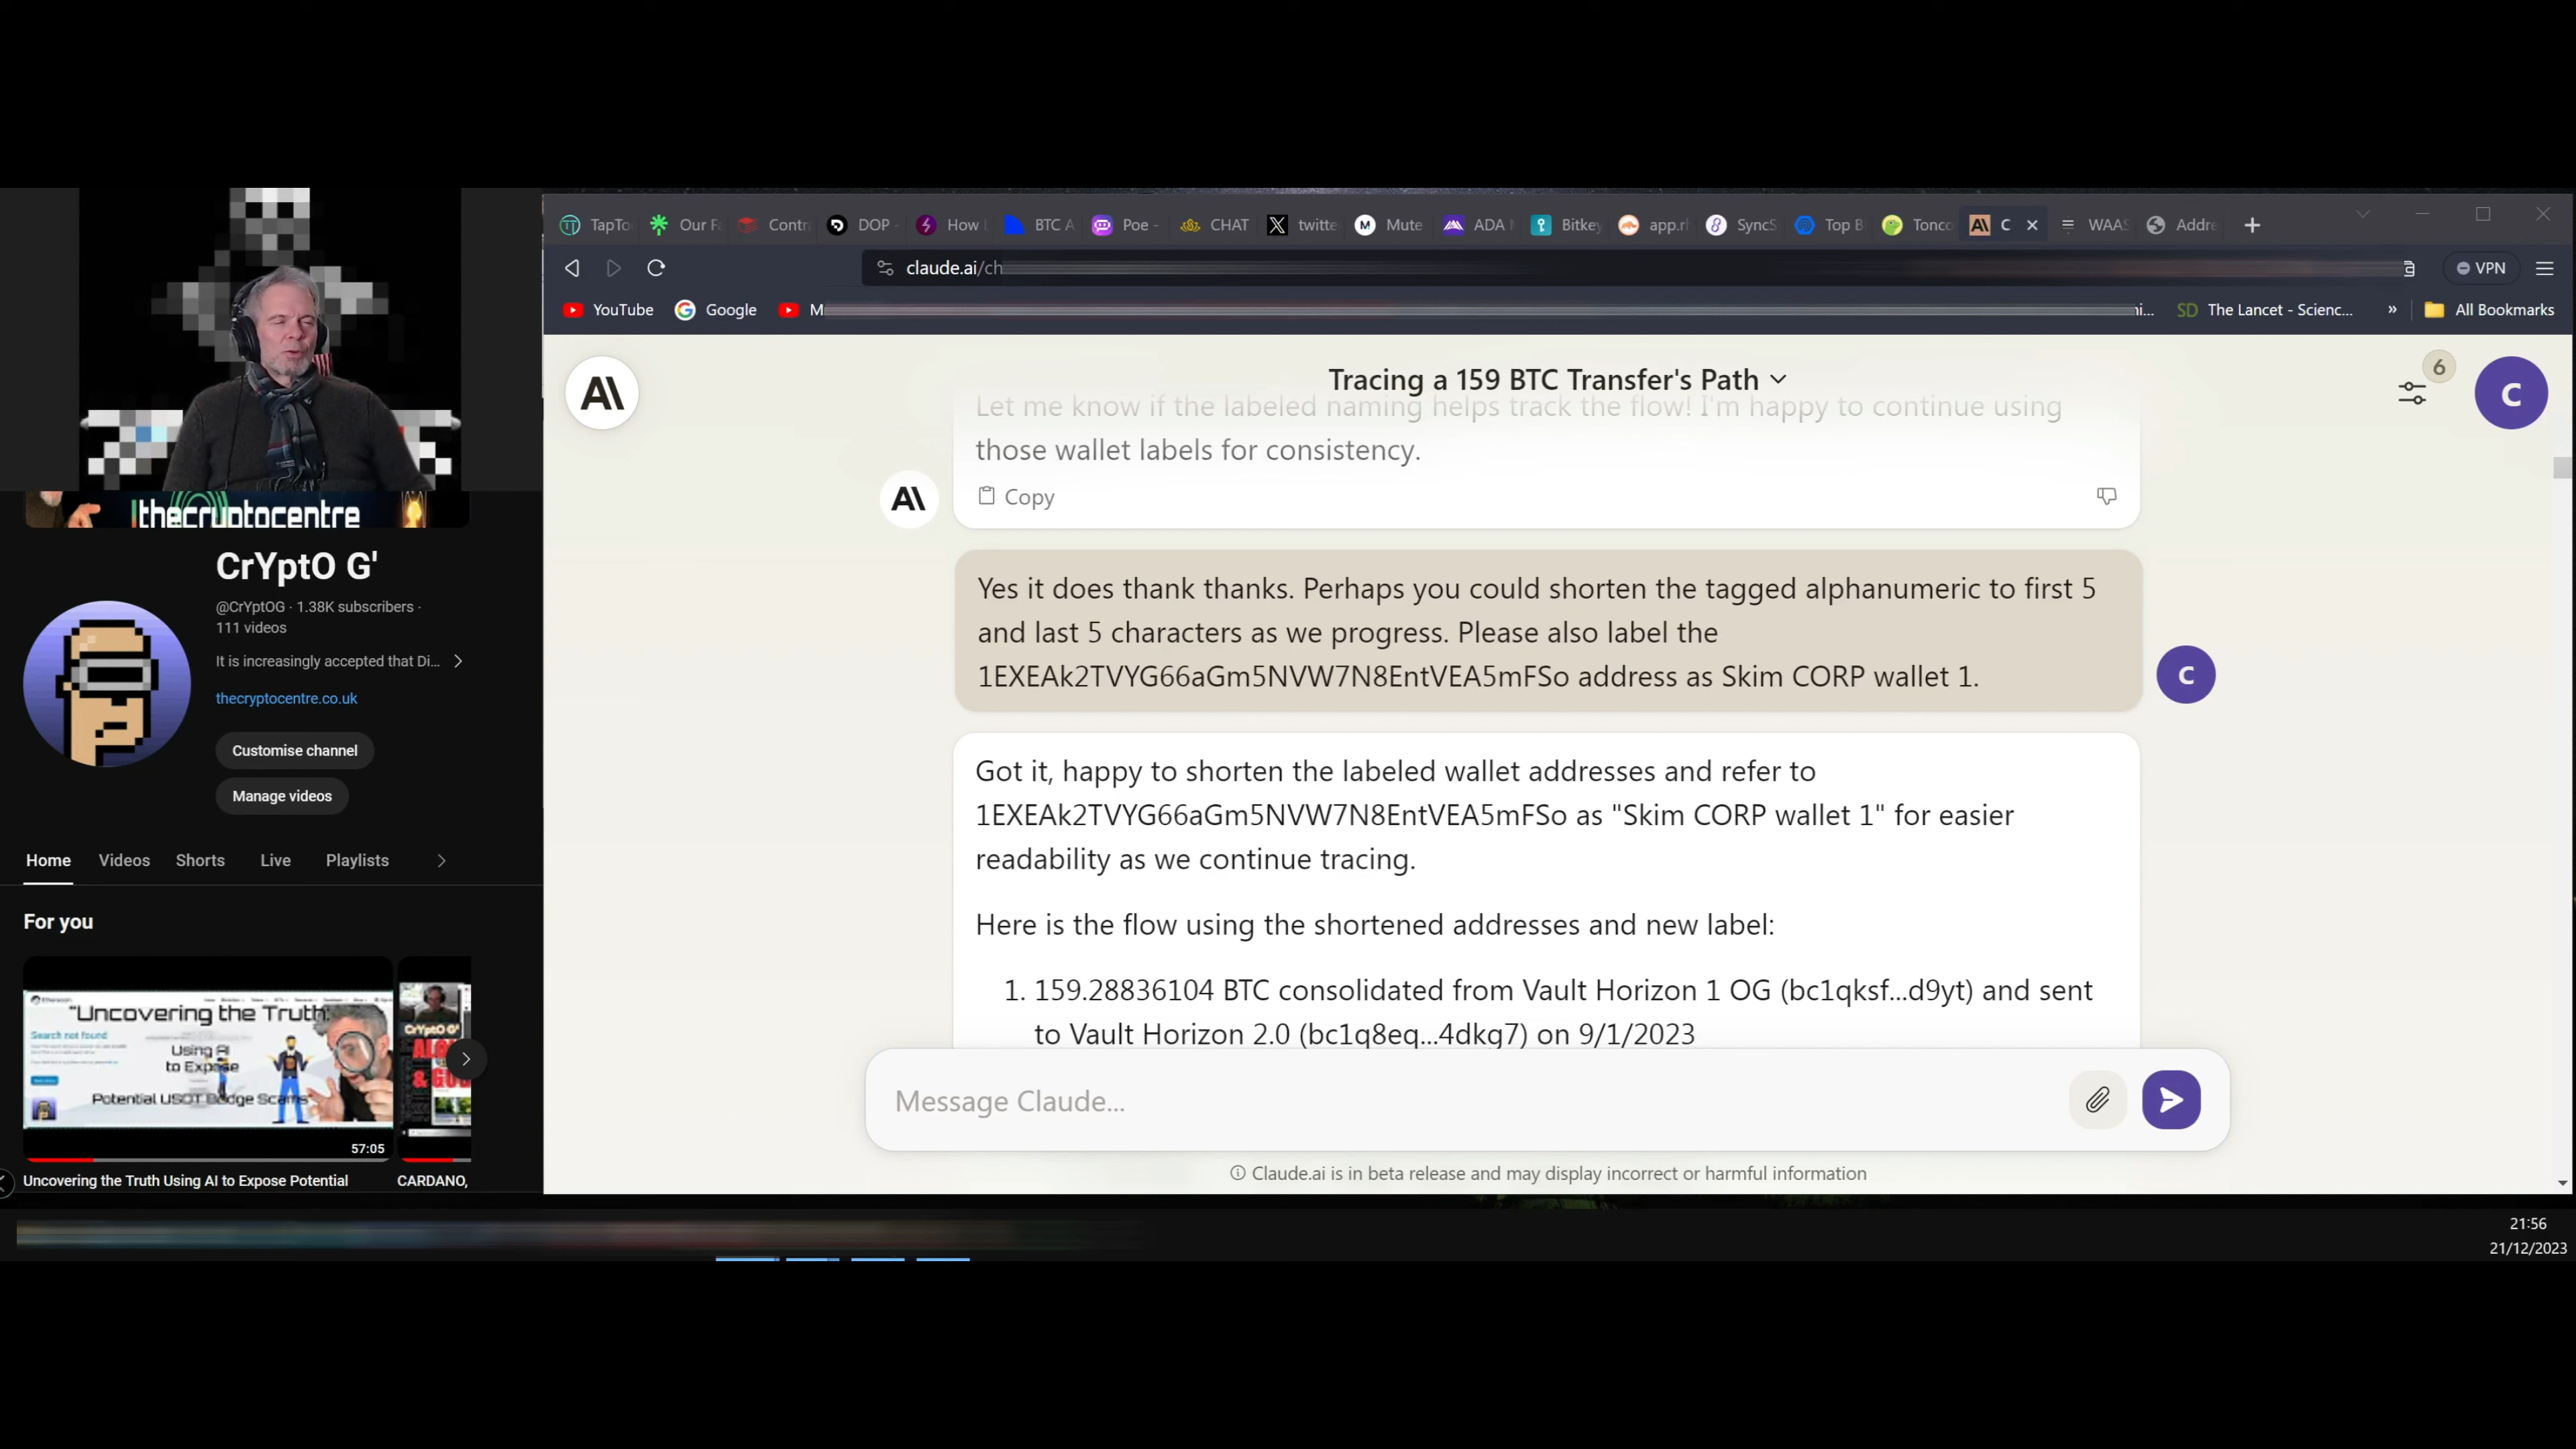 TapTo
Our Fa
Contr
DOP -
How
BTC A
Poe -
CHAT
twitte
Mute
ADA
Bitkey
app.r
SyncS
Top B
Tonco
C
WAAS
Addre
claude.ai/ch
VPN
YouTube
Google
M
ni...
SD The Lancet - Scienc...
»
All Bookmarks
thecryptocentre
CrYptO G'
@CrYptOG · 1.38K subscribers ·
111 videos
It is increasingly accepted that Di...
thecryptocentre.co.uk
Customise channel
Manage videos
Home Videos Shorts Live Playlists
For you
"Uncovering the Truth
Search not found
Using AI
to Expose
Potential USDT Bodge Scams
57:05
CrYptO G'
Uncovering the Truth Using AI to Expose Potential
CARDANO,
Tracing a 159 BTC Transfer's Path
6
C
Let me know if the labeled naming helps track the flow! I'm happy to continue using
those wallet labels for consistency.
Copy
Yes it does thank thanks. Perhaps you could shorten the tagged alphanumeric to first 5
and last 5 characters as we progress. Please also label the
1EXEAk2TVYG66aGm5NVW7N8EntVEA5mFSo address as Skim CORP wallet 1.
C
Got it, happy to shorten the labeled wallet addresses and refer to
1EXEAk2TVYG66aGm5NVW7N8EntVEA5mFSo as "Skim CORP wallet 1" for easier
readability as we continue tracing.
Here is the flow using the shortened addresses and new label:
1. 159.28836104 BTC consolidated from Vault Horizon 1 OG (bc1qksf...d9yt) and sent
to Vault Horizon 2.0 (bc1q8eq...4dkg7) on 9/1/2023
Message Claude...
Claude.ai is in beta release and may display incorrect or harmful information
21:56
21/12/2023